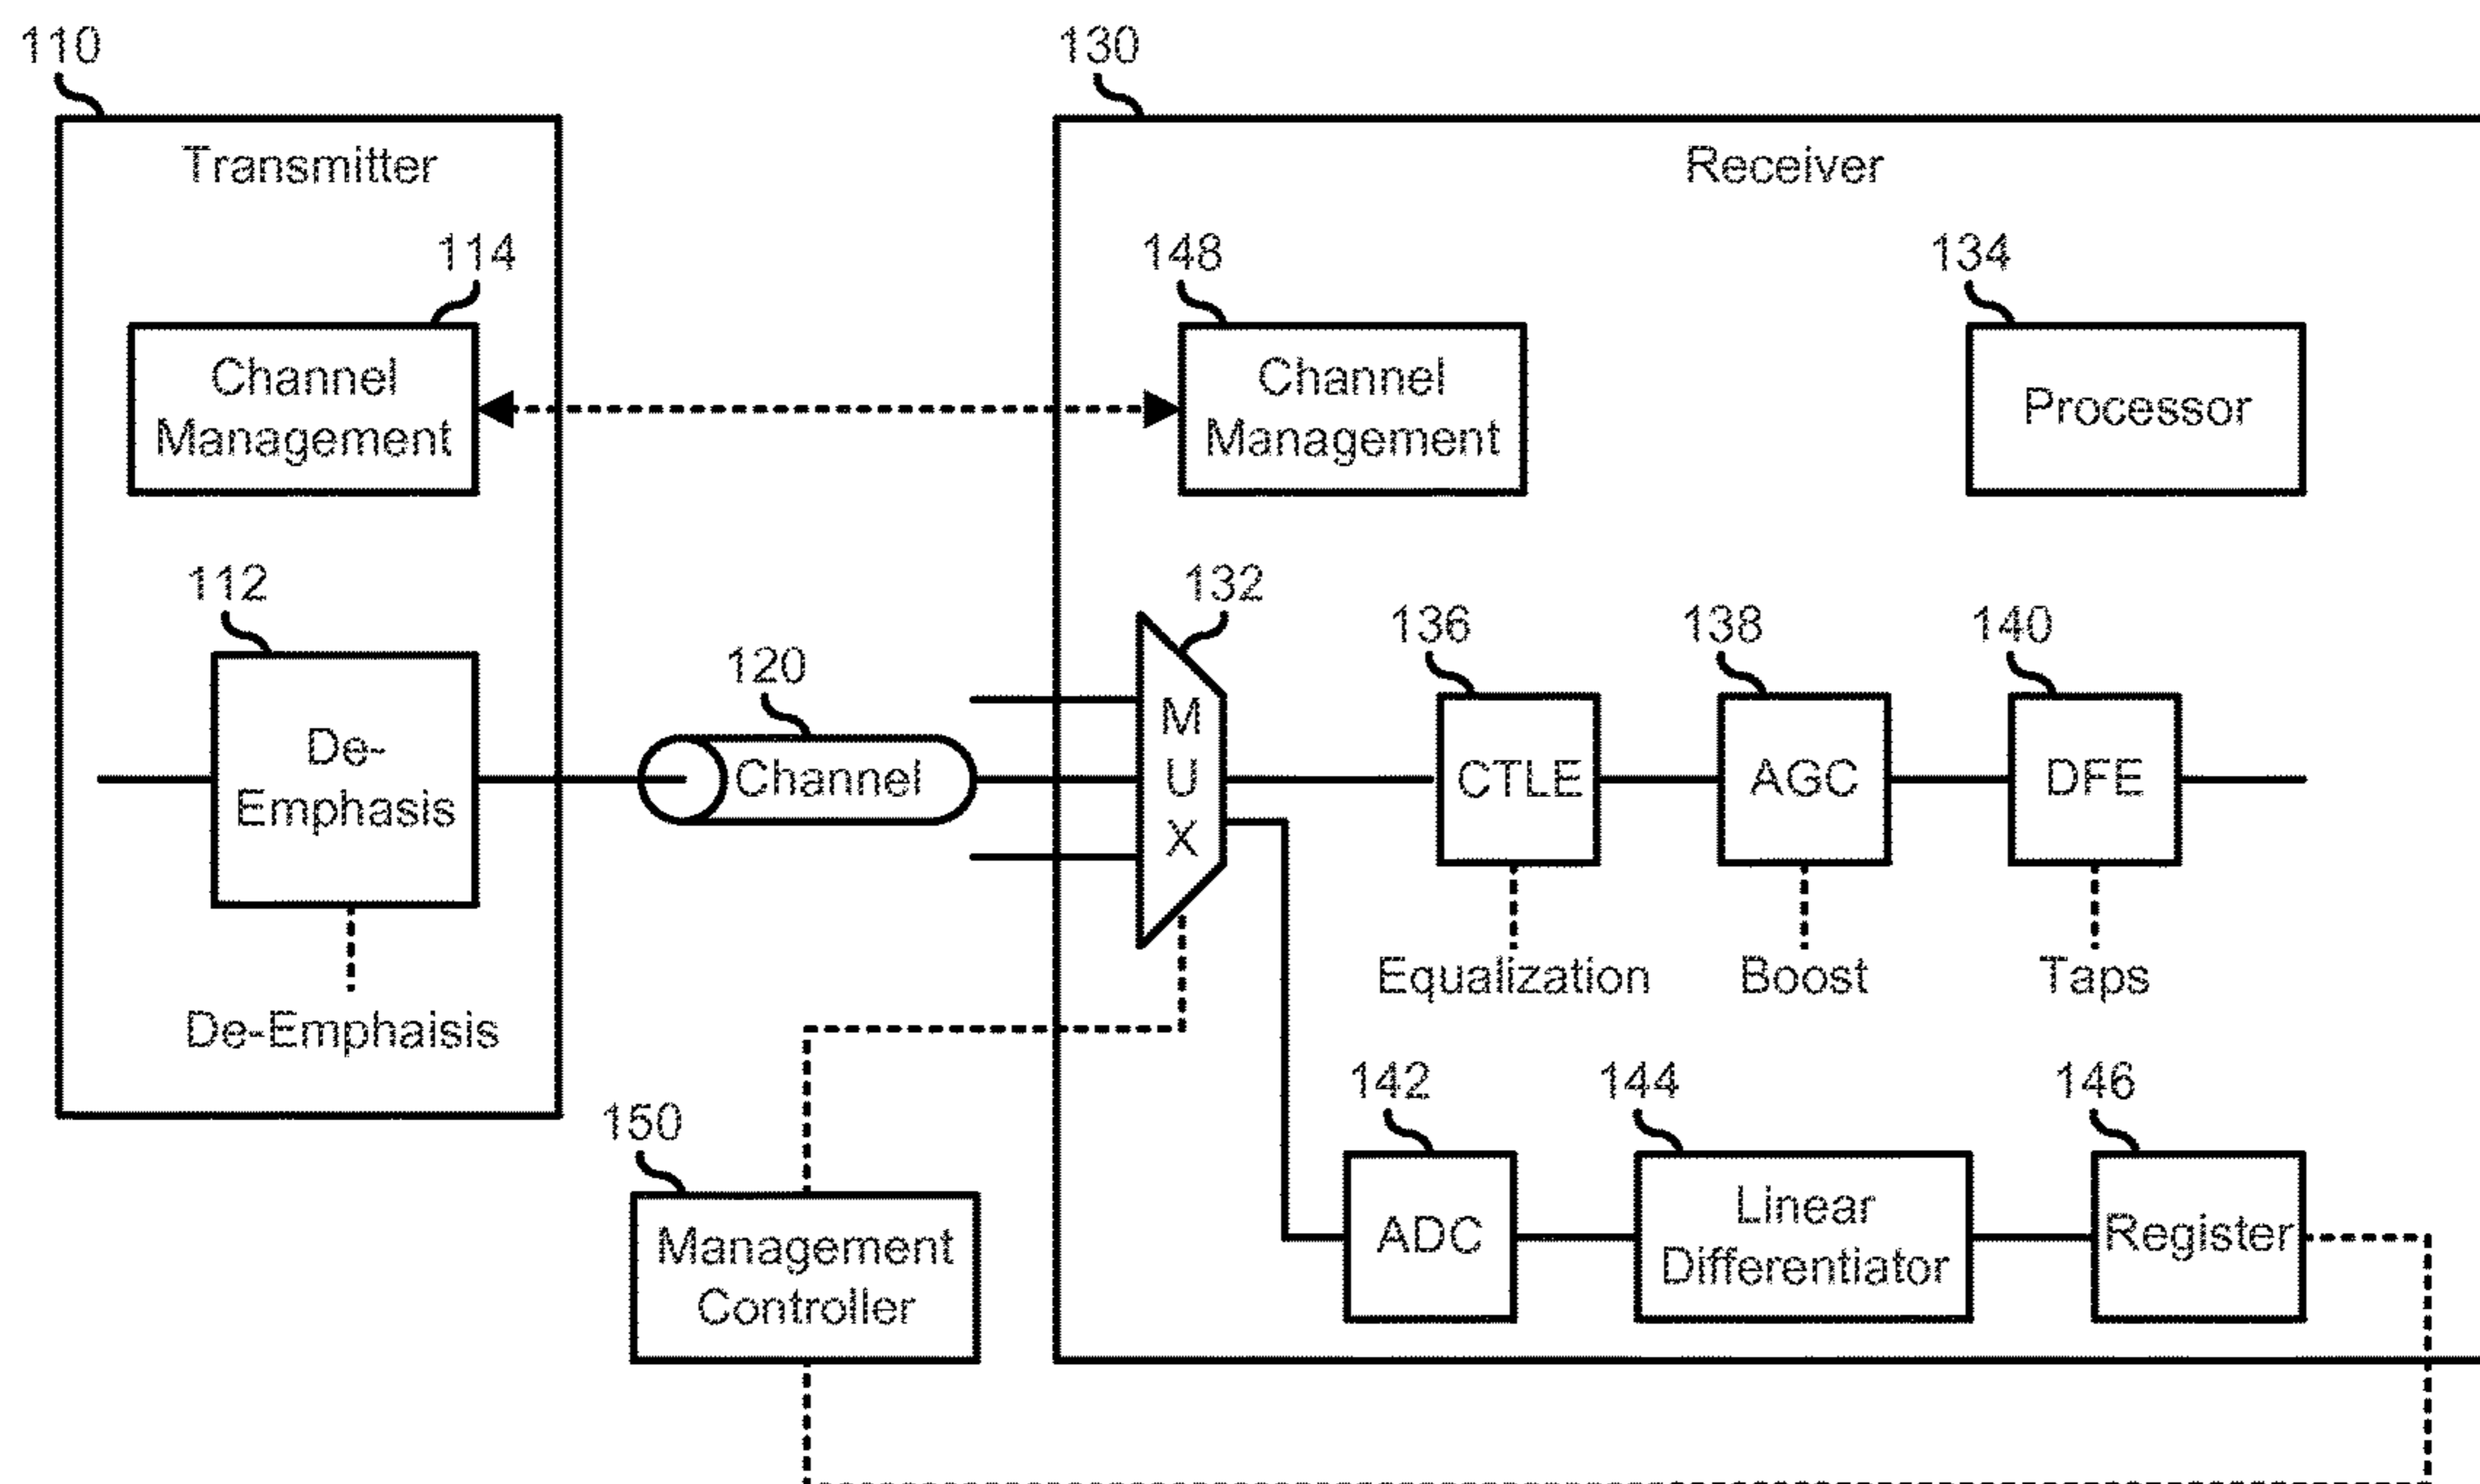 110
130
Transmitter
Receiver
114
148
134
Channel
Management
Channel
Management
Processor
112
132
120
136
138
140
De-
Emphasis
Channel
M
U
X
CTLE
AGC
DFE
De-Emphaisis
Equalization
Boost
Taps
150
142
144
146
Management
Controller
ADC
Linear
Differentiator
Register